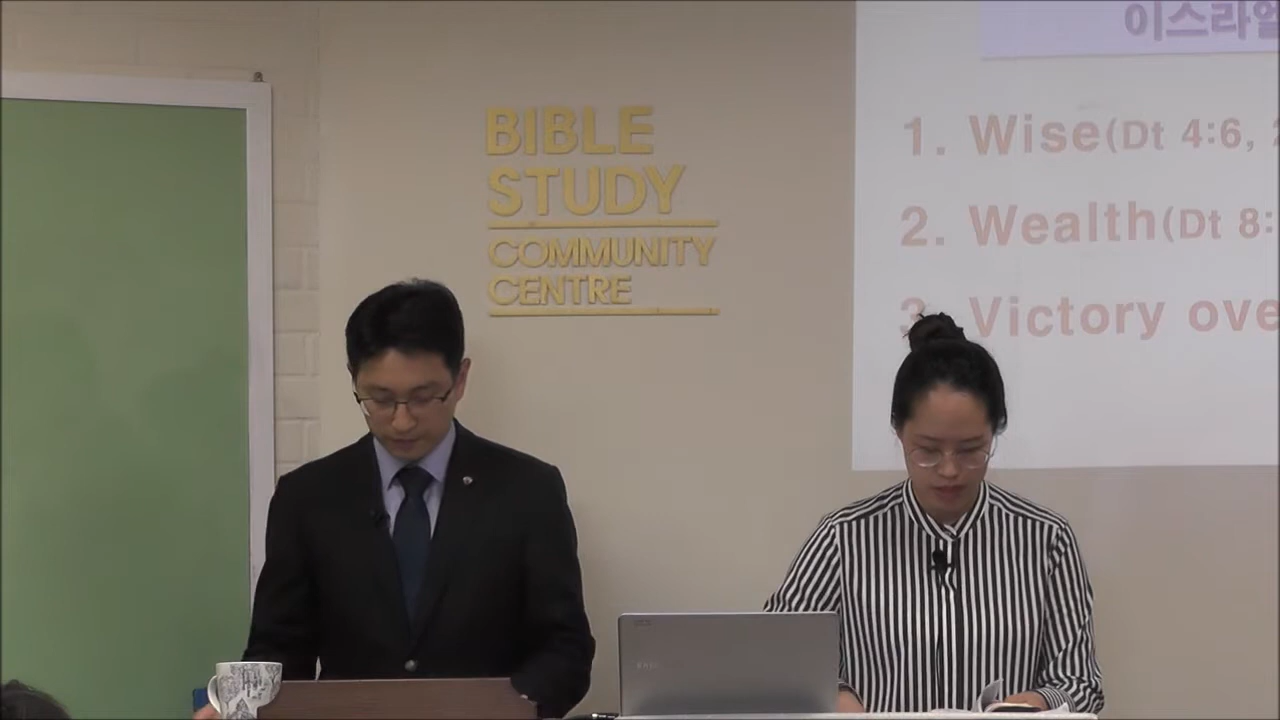 BIBLE
STUDY
COMMUNITY
CENTRE
이스라엘
1. Wise(Dt 4:6,
2. Wealth(Dt 8:
3. Victory ove